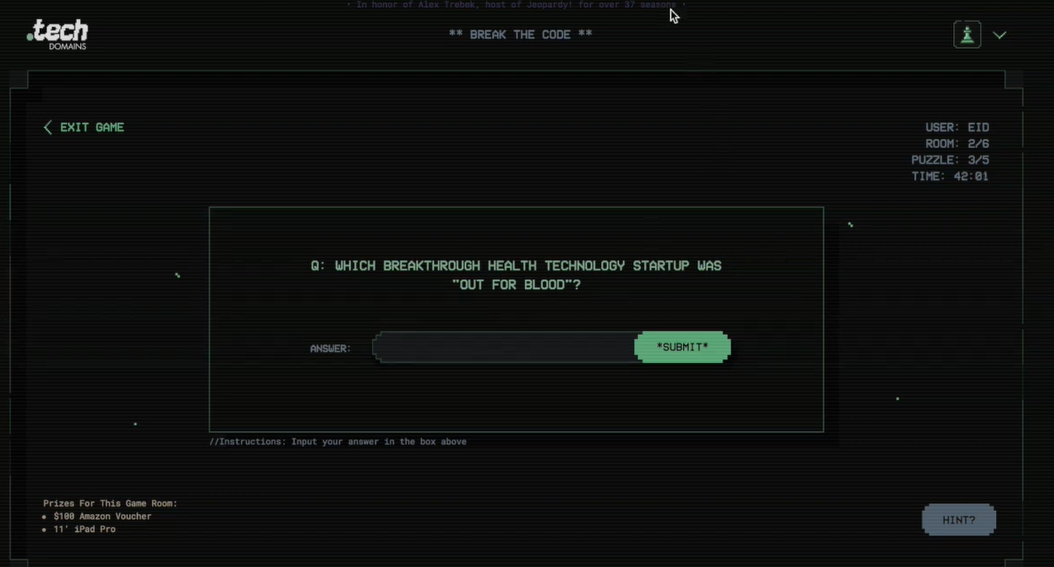 • In honor of Alex Trebek, host of Jeopardy! for over 37 seasons •
.tech
DOMAINS
** BREAK THE CODE **
EXIT GAME
USER: EID
ROOM: 2/6
PUZZLE: 3/5
TIME: 42:01
Q: WHICH BREAKTHROUGH HEALTH TECHNOLOGY STARTUP WAS
"OUT FOR BLOOD"?
ANSWER:
*SUBMIT*
//Instructions: Input your answer in the box above
Prizes For This Game Room:
• $100 Amazon Voucher
• 11' iPad Pro
HINT?